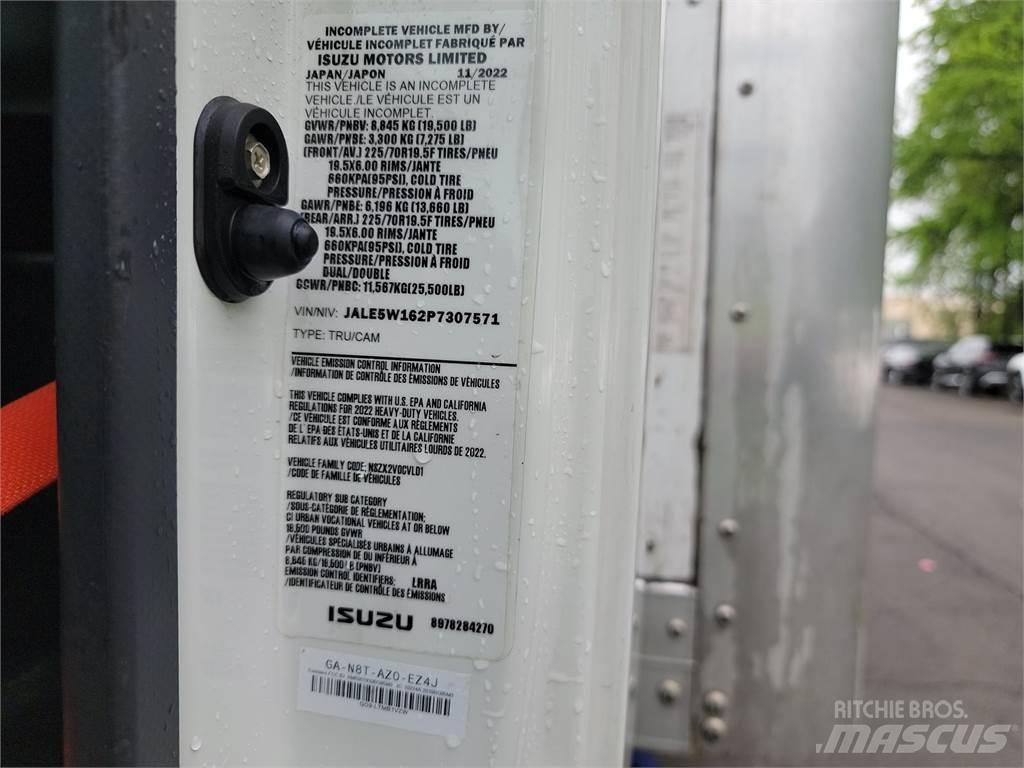 INCOMPLETE VEHICLE MFD BY/
VÉHICULE INCOMPLET FABRIQUÉ PAR
ISUZU MOTORS LIMITED
JAPAN/JAPON 11/2022
THIS VEHICLE IS AN INCOMPLETE
VEHICLE./LE VÉHICULE EST UN
VÉHICULE INCOMPLET.
GVWR/PNBV: 8,845 KG (19,500 LB)
GAWR/PNBE: 3,300 KG (7,275 LB)
(FRONT/AV.) 225/70R19.5F TIRES/PNEU
19.5X6.00 RIMS/JANTE
660KPA(95PSI), COLD TIRE
PRESSURE/PRESSION À FROID
GAWR/PNBE: 6,196 KG (13,660 LB)
(REAR/ARR.) 225/70R19.5F TIRES/PNEU
19.5X6.00 RIMS/JANTE
660KPA(95PSI), COLD TIRE
PRESSURE/PRESSION À FROID
DUAL/DOUBLE
GCWR/PNBC: 11,567KG(25,500LB)
VIN/NIV: JALE5W162P7307571
TYPE: TRU/CAM
VEHICLE EMISSION CONTROL INFORMATION
/INFORMATION DE CONTRÔLE DES ÉMISSIONS DE VÉHICULES
THIS VEHICLE COMPLIES WITH U.S. EPA AND CALIFORNIA
REGULATIONS FOR 2022 HEAVY-DUTY VEHICLES.
/CE VÉHICULE EST CONFORME AUX RÈGLEMENTS
DE L'EPA DES ÉTATS-UNIS ET DE LA CALIFORNIE
RELATIFS AUX VÉHICULES UTILITAIRES LOURDS DE 2022.
VEHICLE FAMILY CODE: NSZX2VOCVLD1
/CODE DE FAMILLE DE VÉHICULES
REGULATORY SUB CATEGORY
/SOUS-CATÉGORIE DE RÉGLEMENTATION;
CI URBAN VOCATIONAL VEHICLES AT OR BELOW
19,500 POUNDS GVWR
/VÉHICULES SPÉCIALISÉS URBAINS À ALLUMAGE
PAR COMPRESSION DE OU INFÉRIEUR À
8,845 KG/19,500 LB (PNBV)
EMISSION CONTROL IDENTIFIERS: LRRA
/IDENTIFICATEUR DE CONTRÔLE DES ÉMISSIONS
ISUZU 8978284270
GA-N8T-AZ0-EZ4J
RITCHIE BROS.
MASCUS